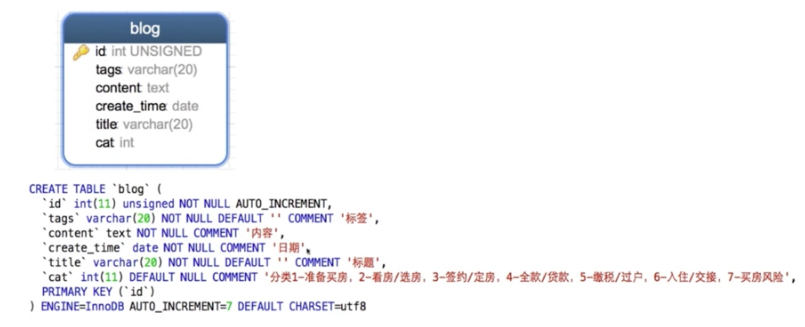 blog
id: int UNSIGNED
tags: varchar(20)
content: text
create_time: date
title: varchar(20)
cat: int
CREATE TABLE `blog` (
`id` int(11) unsigned NOT NULL AUTO_INCREMENT,
`tags` varchar(20) NOT NULL DEFAULT '' COMMENT '标签',
`content` text NOT NULL COMMENT '内容',
`create_time` date NOT NULL COMMENT '日期',
`title` varchar(20) NOT NULL DEFAULT '' COMMENT '标题',
`cat` int(11) DEFAULT NULL COMMENT '分类1-准备买房, 2-看房/选房, 3-签约/定房, 4-全款/贷款, 5-缴税/过户, 6-入住/交接, 7-买房风险',
PRIMARY KEY (`id`)
) ENGINE=InnoDB AUTO_INCREMENT=7 DEFAULT CHARSET=utf8